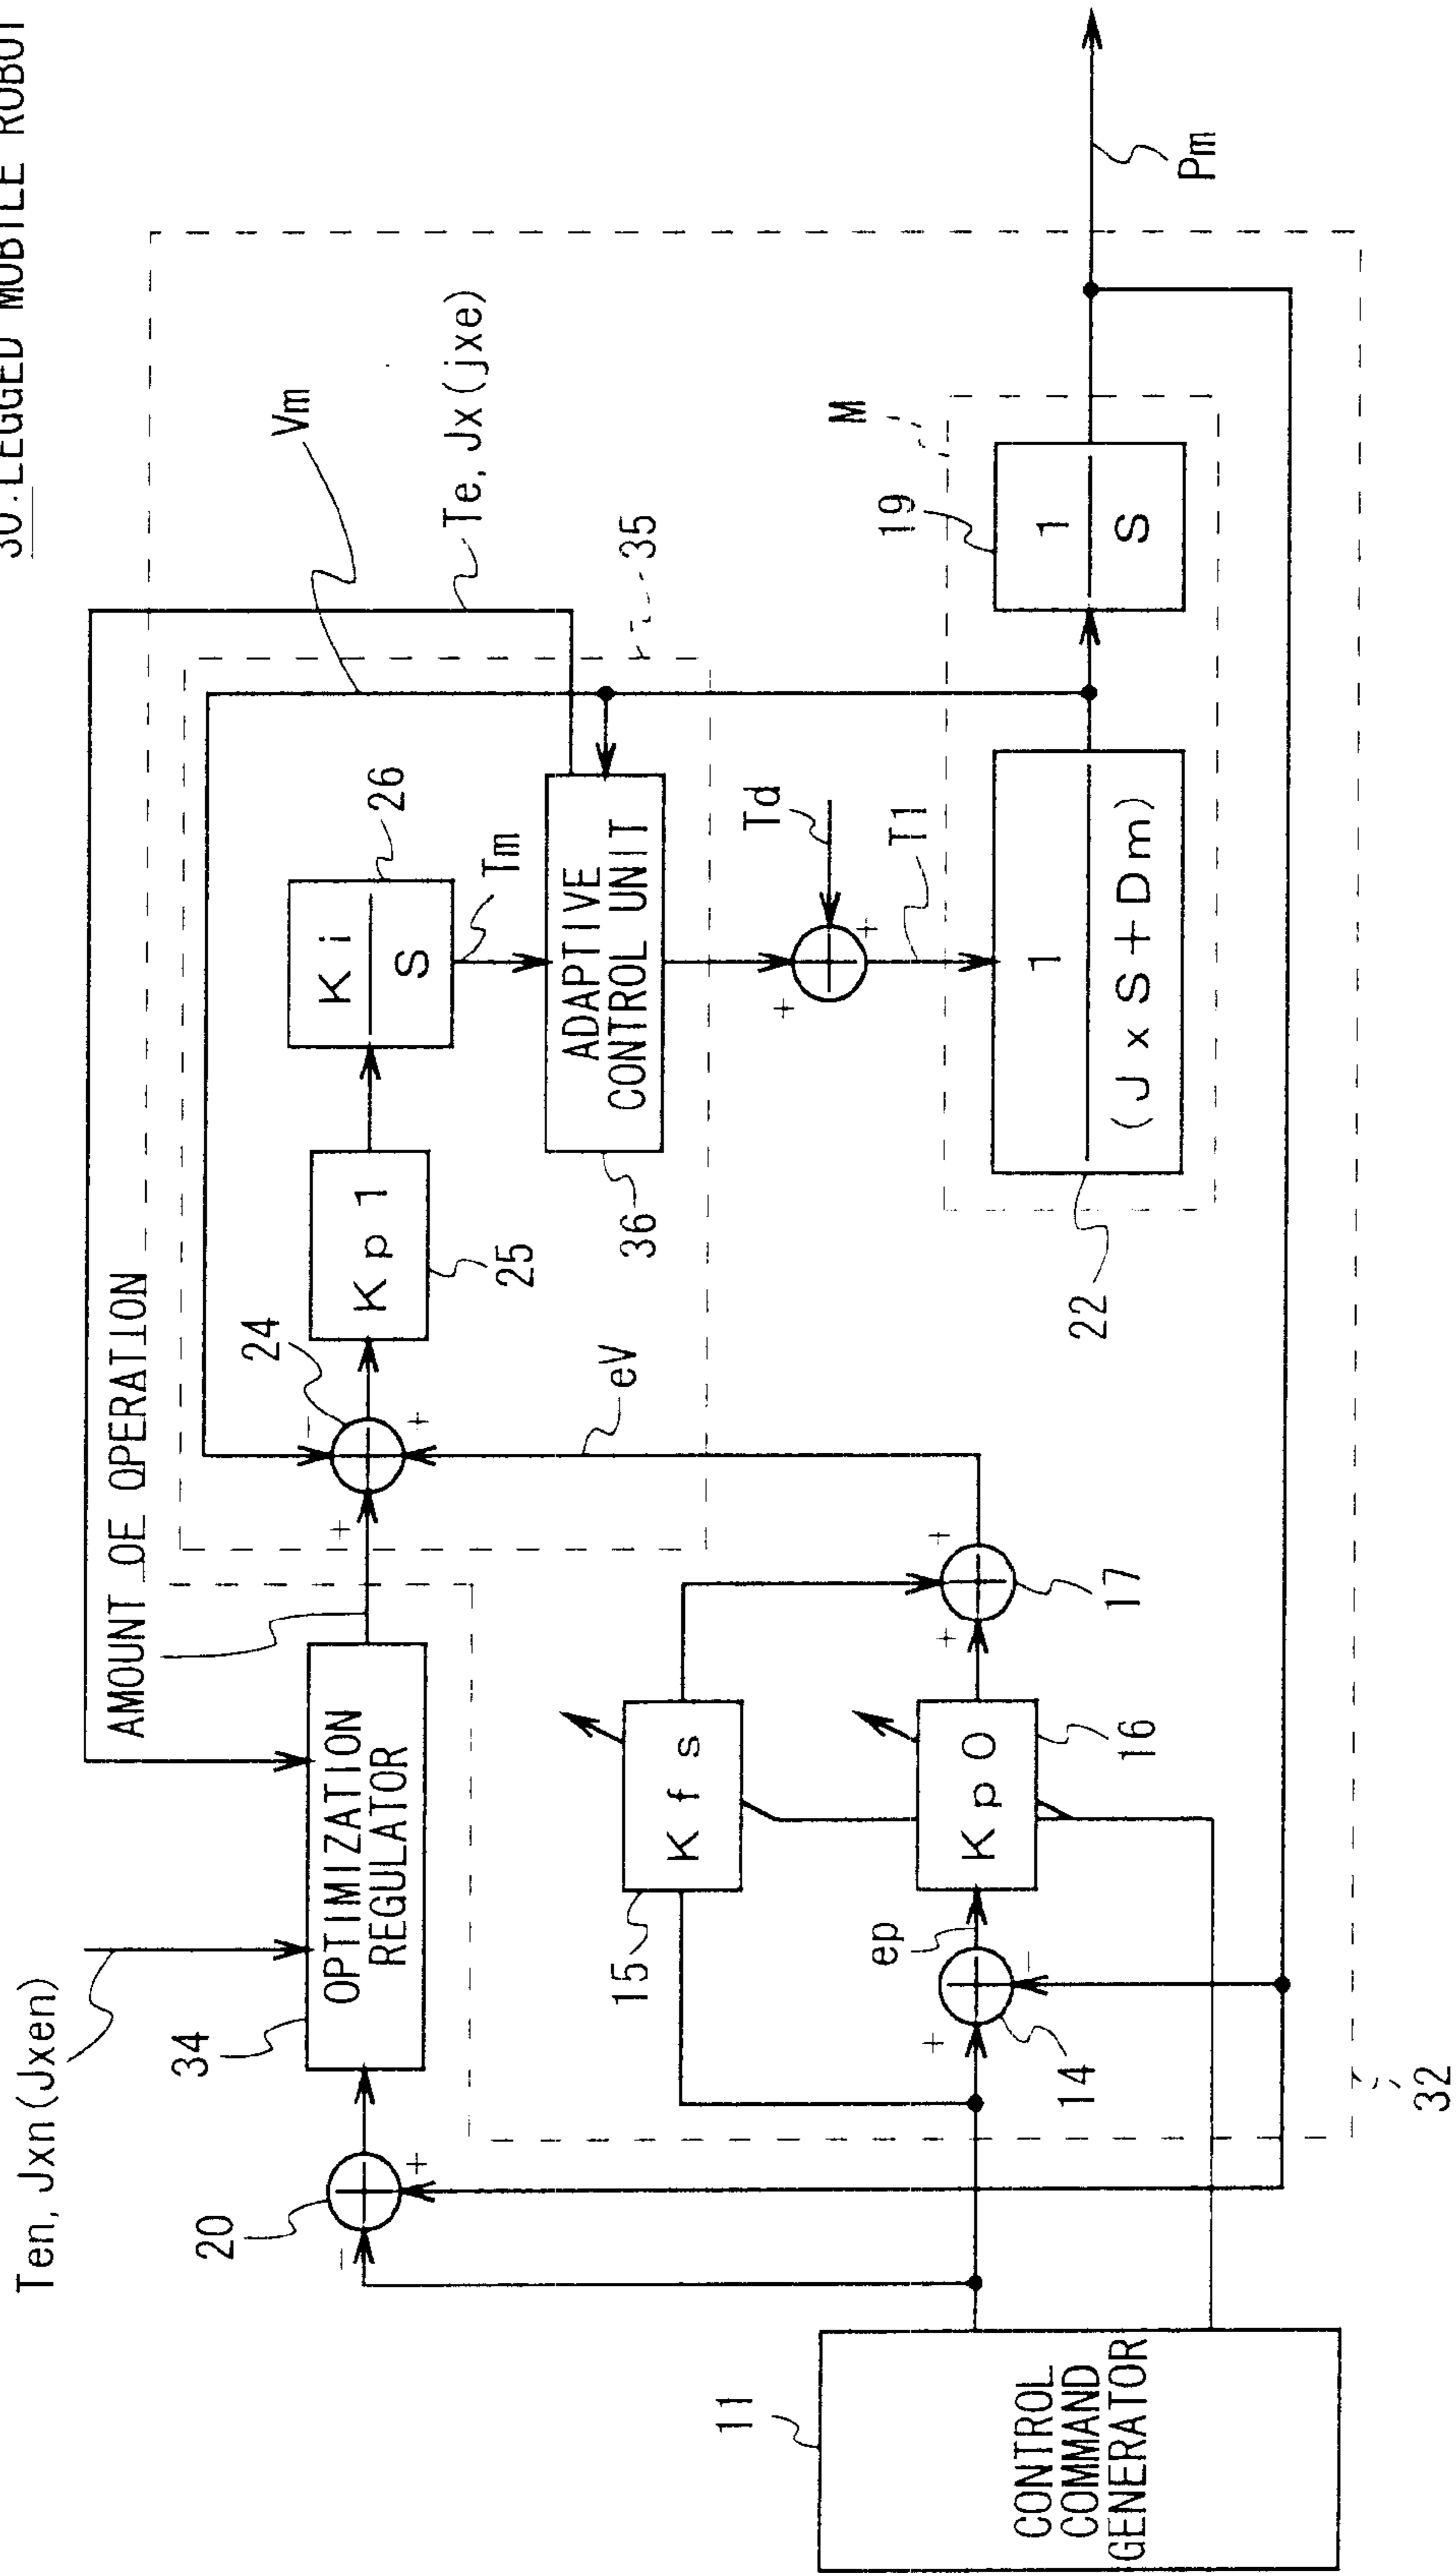 30:LEGGED MOBILE ROBOT
Ten, Jxn(Jxen)
AMOUNT OF OPERATION
Vm
Te, Jx(jxe)
20
34
OPTIMIZATION
REGULATOR
24
Kp1
25
Ki
S
26
Tm
35
ADAPTIVE
CONTROL UNIT
36
eV
Td
T1
M
15
Kfs
ep
Kp0
16
17
14
22
1
(JxS+Dm)
19
1
S
Pm
11
CONTROL
COMMAND
GENERATOR
32
+
-
+
-
+
+
-
+
+
-
+
+
+